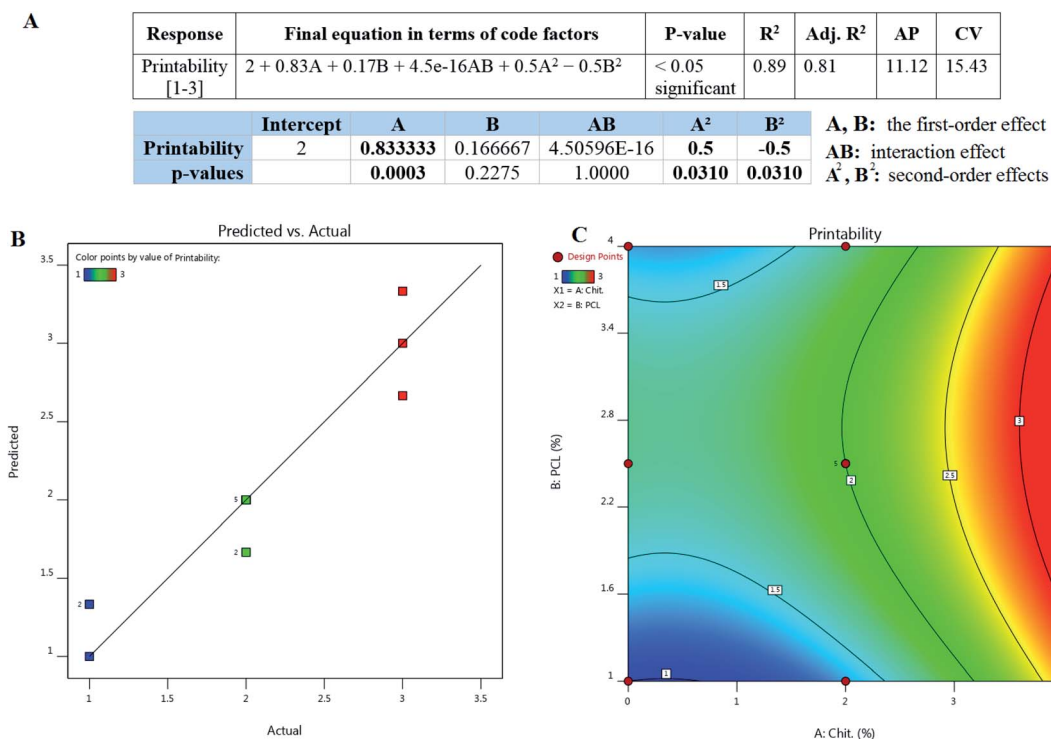 A
Response Final equation in terms of code factors P-value R² Adj. R² AP CV
Printability 2 + 0.83A + 0.17B + 4.5e-16AB + 0.5A² − 0.5B² < 0.05 0.89 0.81 11.12 15.43
[1-3] significant
Intercept A B AB A² B²
Printability 2 0.833333 0.166667 4.50596E-16 0.5 -0.5
p-values 0.0003 0.2275 1.0000 0.0310 0.0310
A, B: the first-order effect
AB: interaction effect
A², B²: second-order effects
B
Predicted vs. Actual
Color points by value of Printability:
1 3
3.5
3
2.5
2
1.5
1
Predicted
5
2
2
1 1.5 2 2.5 3 3.5
Actual
C
Printability
Design Points
1 3
X1 = A: Chit.
X2 = B: PCL
4
3.4
2.8
2.2
1.6
1
B: PCL (%)
1.5
3
2.5
5
2
1.5
1
0 1 2 3
A: Chit. (%)